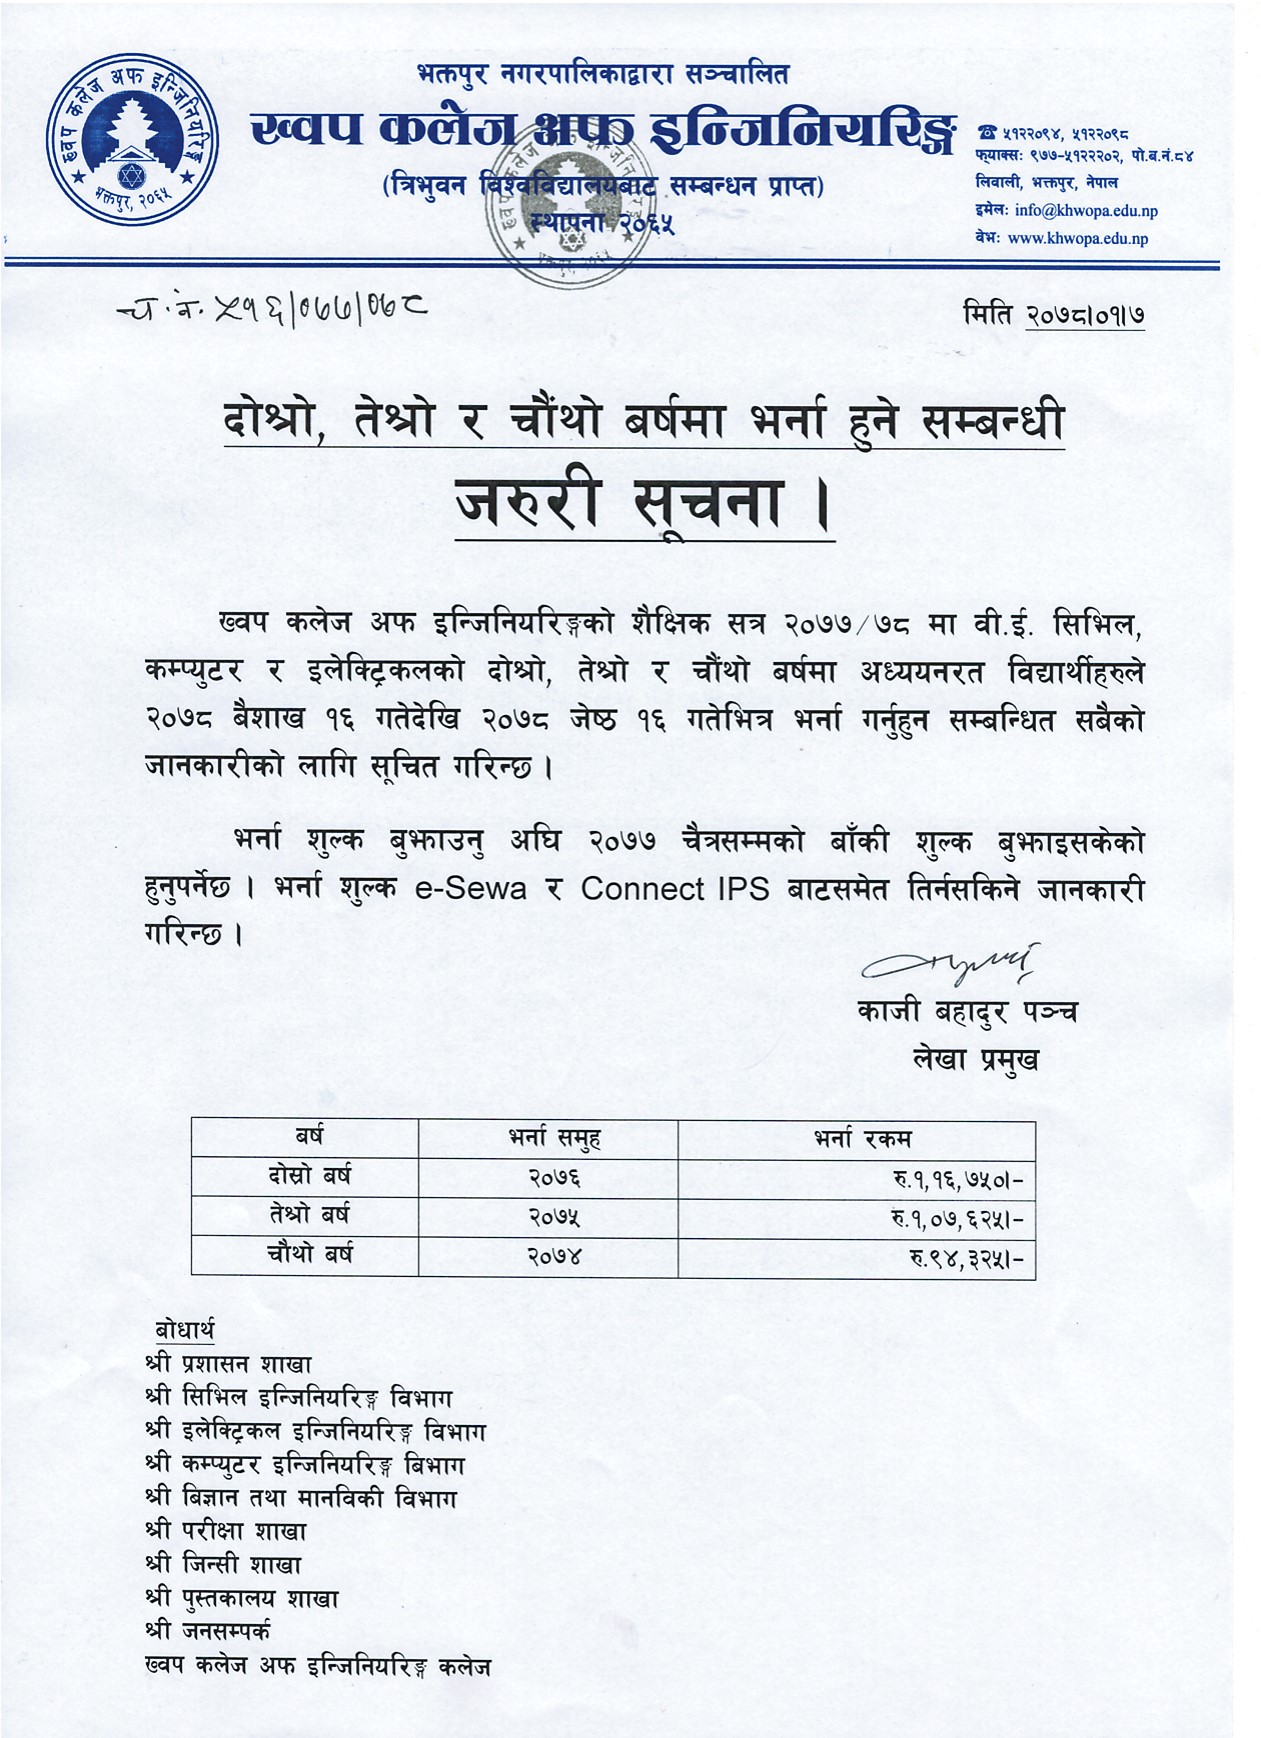 भक्तपुर नगरपालिकाद्वारा सञ्चालित
ख्वप कलेज अफ इन्जिनियरिङ्ग
(त्रिभुवन विश्वविद्यालयबाट सम्बन्धन प्राप्त)
स्थापना २०६५
ख्वप कलेज अफ इन्जिनियरिङ्ग
भक्तपुर, २०६५
☎ ५१२२०९४, ५१२२०९८
फ्याक्स: ९७७-५१२२२०२, पो.ब.नं.८४
लिवाली, भक्तपुर, नेपाल
इमेल: info@khwopa.edu.np
वेभ: www.khwopa.edu.np
च.नं. ५१६/०७७/०७८
मिति २०७८।०१।७
दोश्रो, तेश्रो र चौंथो बर्षमा भर्ना हुने सम्बन्धी
जरुरी सूचना ।
ख्वप कलेज अफ इन्जिनियरिङ्गको शैक्षिक सत्र २०७७/७८ मा वी.ई. सिभिल,
कम्प्युटर र इलेक्ट्रिकलको दोश्रो, तेश्रो र चौंथो बर्षमा अध्ययनरत विद्यार्थीहरुले
२०७८ बैशाख १६ गतेदेखि २०७८ जेष्ठ १६ गतेभित्र भर्ना गर्नुहुन सम्बन्धित सबैको
जानकारीको लागि सूचित गरिन्छ ।
भर्ना शुल्क बुझाउनु अघि २०७७ चैत्रसम्मको बाँकी शुल्क बुझाइसकेको
हुनुपर्नेछ । भर्ना शुल्क e-Sewa र Connect IPS बाटसमेत तिर्नसकिने जानकारी
गरिन्छ ।
काजी बहादुर पञ्च
लेखा प्रमुख
बर्ष भर्ना समुह भर्ना रकम
दोस्रो बर्ष २०७६ रु.१,१६,७५०।-
तेश्रो बर्ष २०७५ रु.१,०७,६२५।-
चौथो बर्ष २०७४ रु.९४,३२५।-
बोधार्थ
श्री प्रशासन शाखा
श्री सिभिल इन्जिनियरिङ्ग विभाग
श्री इलेक्ट्रिकल इन्जिनियरिङ्ग विभाग
श्री कम्प्युटर इन्जिनियरिङ्ग बिभाग
श्री बिज्ञान तथा मानविकी विभाग
श्री परीक्षा शाखा
श्री जिन्सी शाखा
श्री पुस्तकालय शाखा
श्री जनसम्पर्क
ख्वप कलेज अफ इन्जिनियरिङ्ग कलेज